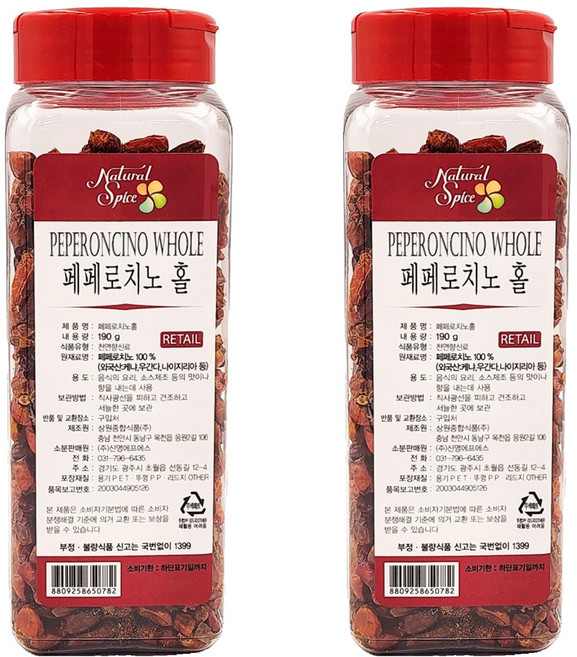 Natural
Spice
PEPERONCINO WHOLE
페페로치노 홀
제 품 명 : 페페로치노홀
내 용 량 : 190 g
RETAIL
식품유형 : 천연향신료
원재료명 : 페페로치노 100 %
(외국산:케냐,우간다,나이지리아 등)
용 도 : 음식의 요리, 소스제조 등의 맛이나
향을 내는데 사용
보관방법 : 직사광선을 피하고 건조하고
서늘한 곳에 보관
반품 및 교환장소 : 구입처
제조원 : 상원종합식품(주)
충남 천안시 동남구 목천읍 응원2길 106
소분판매원 : (주)신영에프에스
전 화 : 031-796-6435
주 소 : 경기도 광주시 초월읍 선동길 12-4
포장재질 : 용기 P E T · 뚜껑 P P · 리드지 OTHER
품목보고번호 : 2003044905126
본 제품은 소비자기본법에 따른 소비자
분쟁해결 기준에 의거 교환 또는 보상을
받을 수 있습니다
부정 · 불량식품 신고는 국번없이 1399
소비기한 : 하단표기일까지
8809258650782
Natural
Spice
PEPERONCINO WHOLE
페페로치노 홀
제 품 명 : 페페로치노홀
내 용 량 : 190 g
RETAIL
식품유형 : 천연향신료
원재료명 : 페페로치노 100 %
(외국산:케냐,우간다,나이지리아 등)
용 도 : 음식의 요리, 소스제조 등의 맛이나
향을 내는데 사용
보관방법 : 직사광선을 피하고 건조하고
서늘한 곳에 보관
반품 및 교환장소 : 구입처
제조원 : 상원종합식품(주)
충남 천안시 동남구 목천읍 응원2길 106
소분판매원 : (주)신영에프에스
전 화 : 031-796-6435
주 소 : 경기도 광주시 초월읍 선동길 12-4
포장재질 : 용기 P E T · 뚜껑 P P · 리드지 OTHER
품목보고번호 : 2003044905126
본 제품은 소비자기본법에 따른 소비자
분쟁해결 기준에 의거 교환 또는 보상을
받을 수 있습니다
부정 · 불량식품 신고는 국번없이 1399
소비기한 : 하단표기일까지
8809258650782